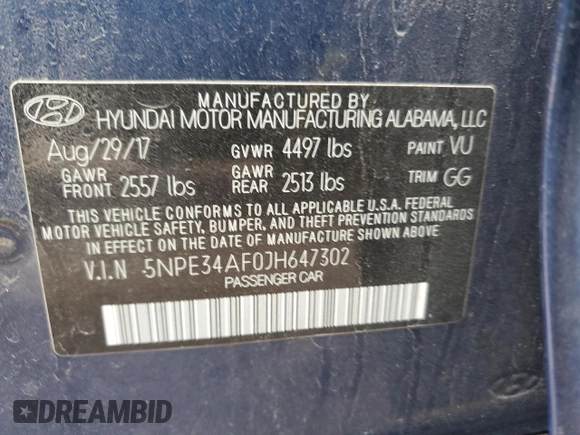 MANUFACTURED BY
HYUNDAI MOTOR MANUFACTURING ALABAMA, LLC
Aug/29/17 GVWR 4497 lbs PAINT VU
GAWR FRONT 2557 lbs GAWR REAR 2513 lbs TRIM GG
THIS VEHICLE CONFORMS TO ALL APPLICABLE U.S.A. FEDERAL
MOTOR VEHICLE SAFETY, BUMPER, AND THEFT PREVENTION STANDARDS
IN EFFECT ON THE DATE OF MANUFACTURE SHOWN ABOVE.
V.I.N 5NPE34AF0JH647302
PASSENGER CAR
DREAMBID